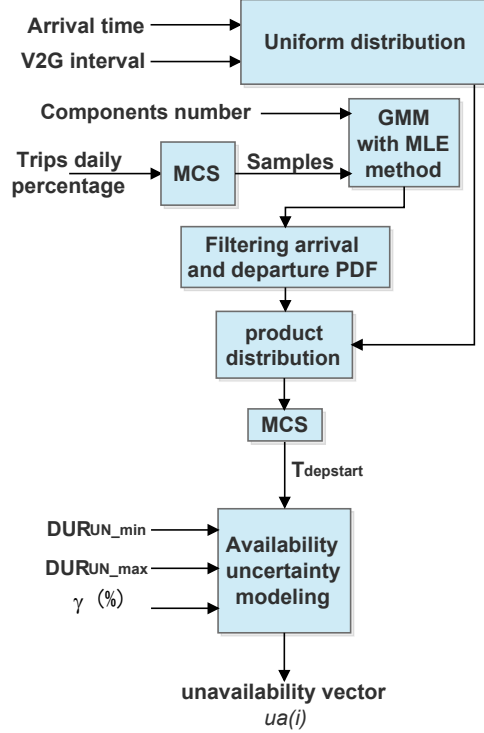 Arrival time
Uniform distribution
V2G interval
Components number
GMM
with MLE
method
Trips daily
percentage
MCS
Samples
Filtering arrival
and departure PDF
product
distribution
MCS
Tdepstart
DURUN_min
DURUN_max
γ (%)
Availability
uncertainty
modeling
unavailability vector
ua(i)